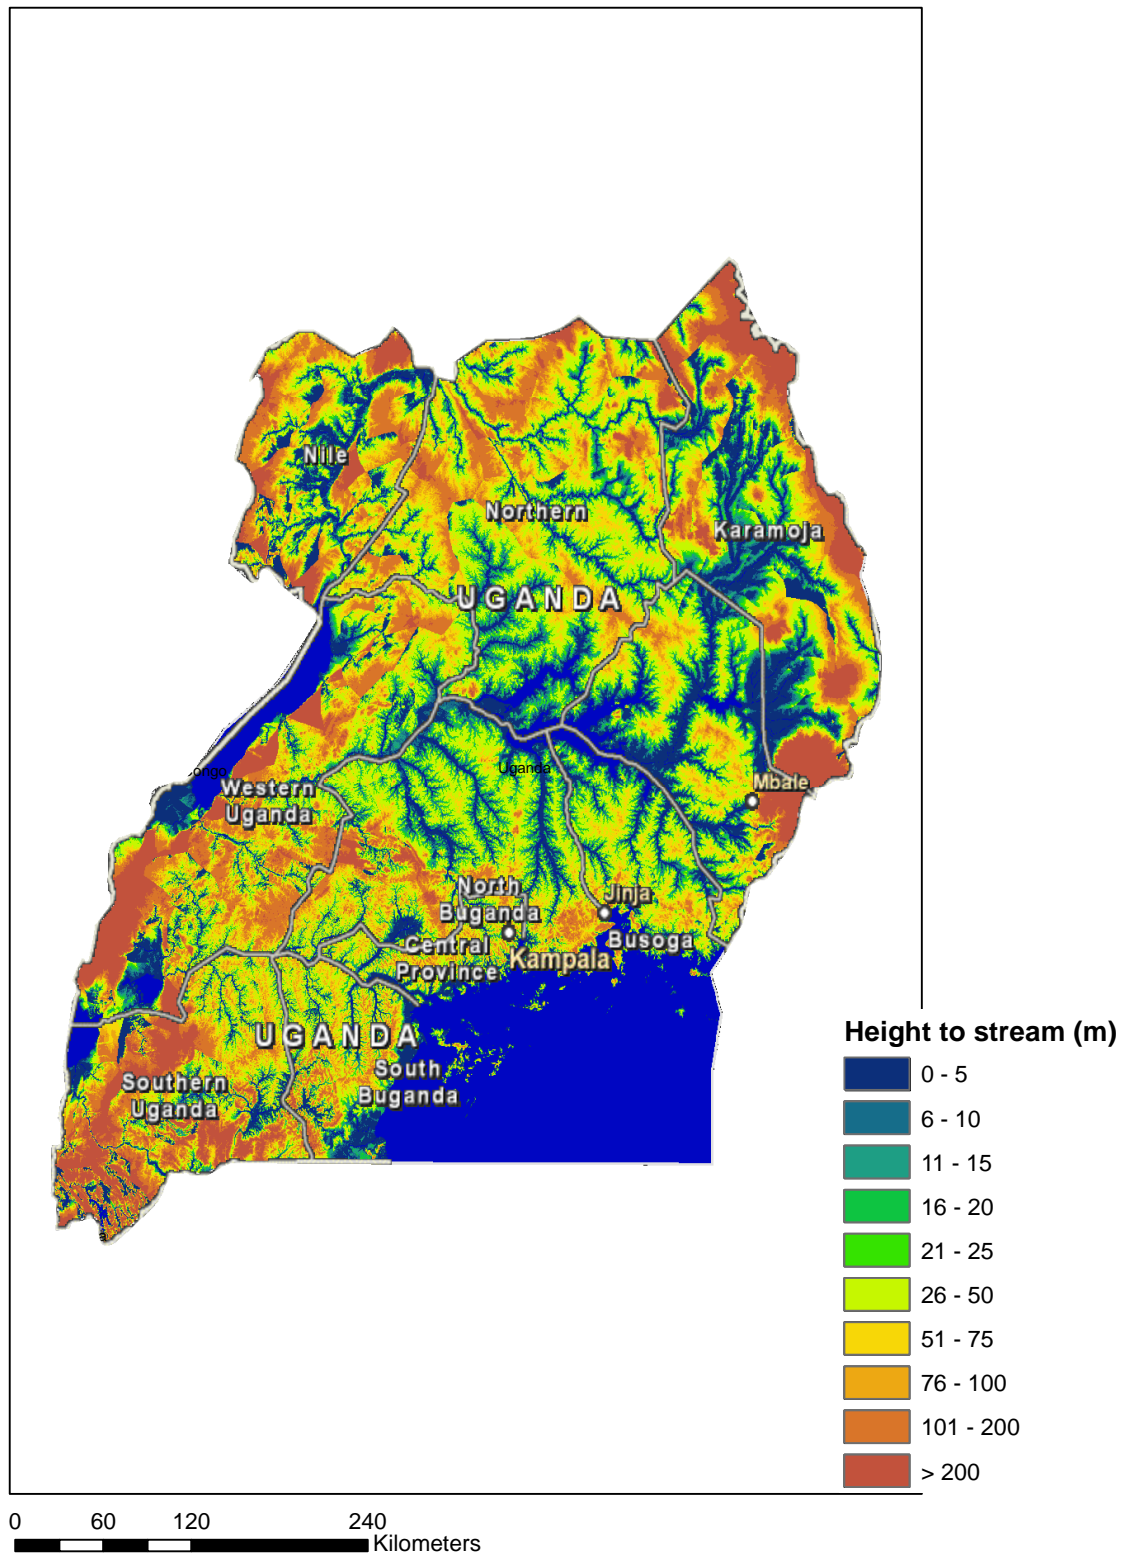 Nile
Northern
Karamoja
UGANDA
Uganda
Western
Uganda
Mbale
North
Buganda
Jinja
Busoga
Central
Province
Kampala
UGANDA
South
Buganda
Southern
Uganda
Height to stream (m)
0 - 5
6 - 10
11 - 15
16 - 20
21 - 25
26 - 50
51 - 75
76 - 100
101 - 200
> 200
0 60 120 240
Kilometers